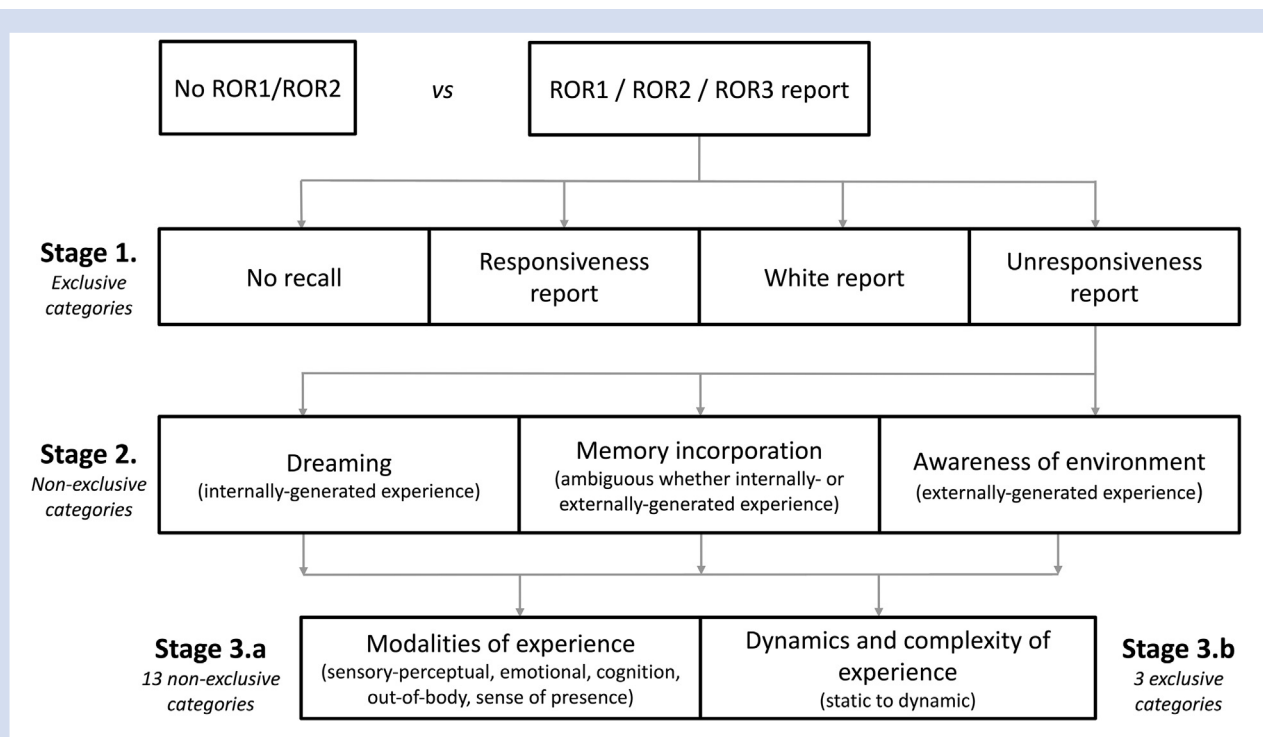 No ROR1/ROR2
vs
ROR1 / ROR2 / ROR3 report
Stage 1.
Exclusive
categories
No recall
Responsiveness
report
White report
Unresponsiveness
report
Stage 2.
Non-exclusive
categories
Dreaming
(internally-generated experience)
Memory incorporation
(ambiguous whether internally- or
externally-generated experience)
Awareness of environment
(externally-generated experience)
Stage 3.a
13 non-exclusive
categories
Modalities of experience
(sensory-perceptual, emotional, cognition,
out-of-body, sense of presence)
Dynamics and complexity of
experience
(static to dynamic)
Stage 3.b
3 exclusive
categories